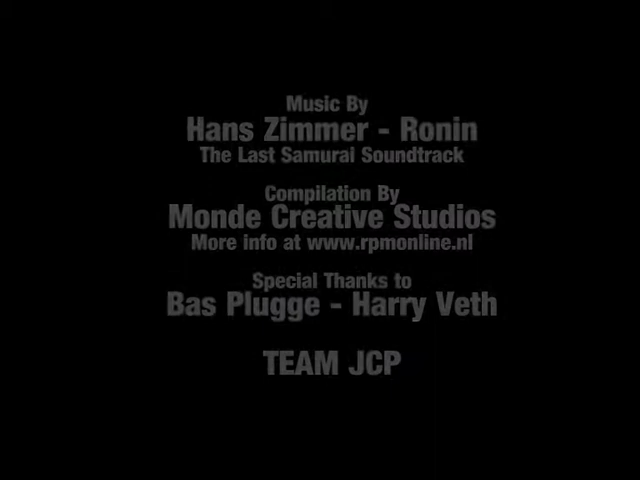 Music By
Hans Zimmer - Ronin
The Last Samurai Soundtrack
Compilation By
Monde Creative Studios
More info at www.rpmonline.nl
Special Thanks to
Bas Plugge - Harry Veth
TEAM JCP